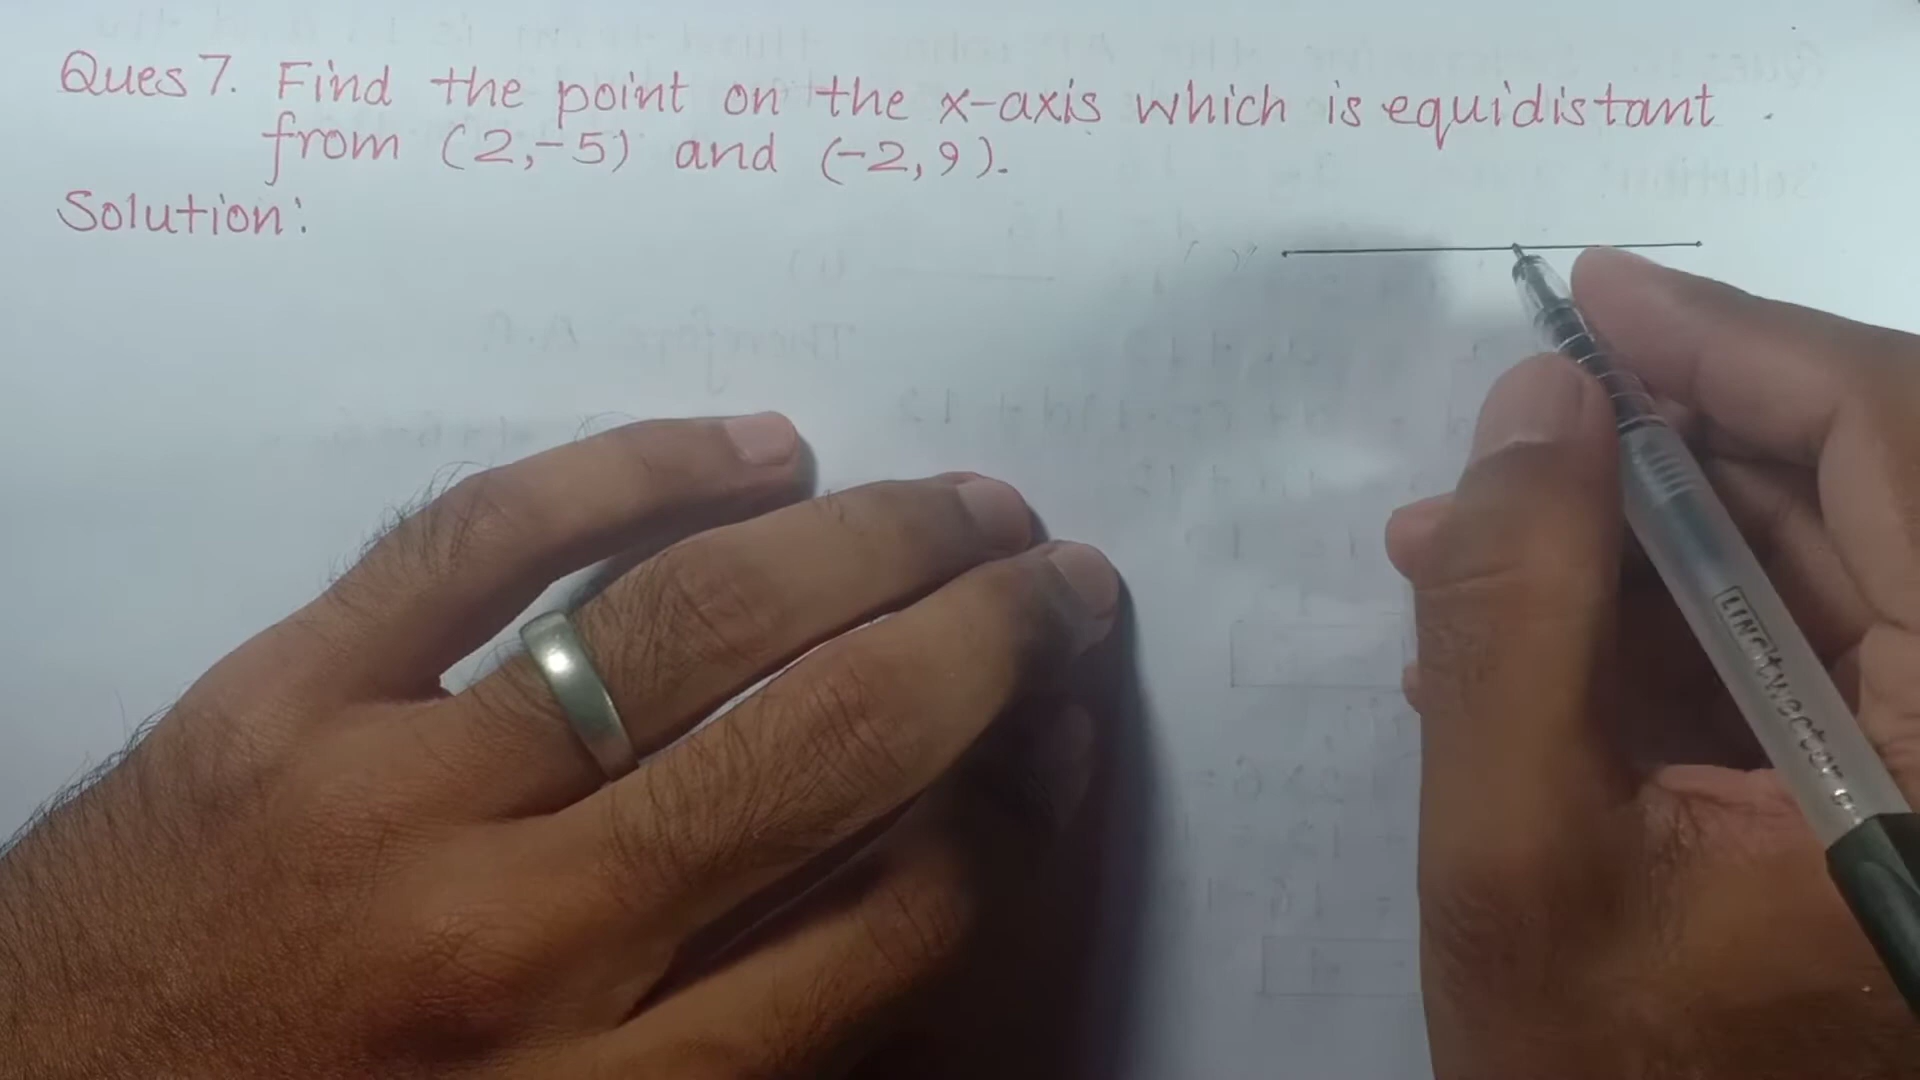 Ques 7. Find the point on the x-axis which is equidistant
from (2,-5) and (-2,9).
Solution: